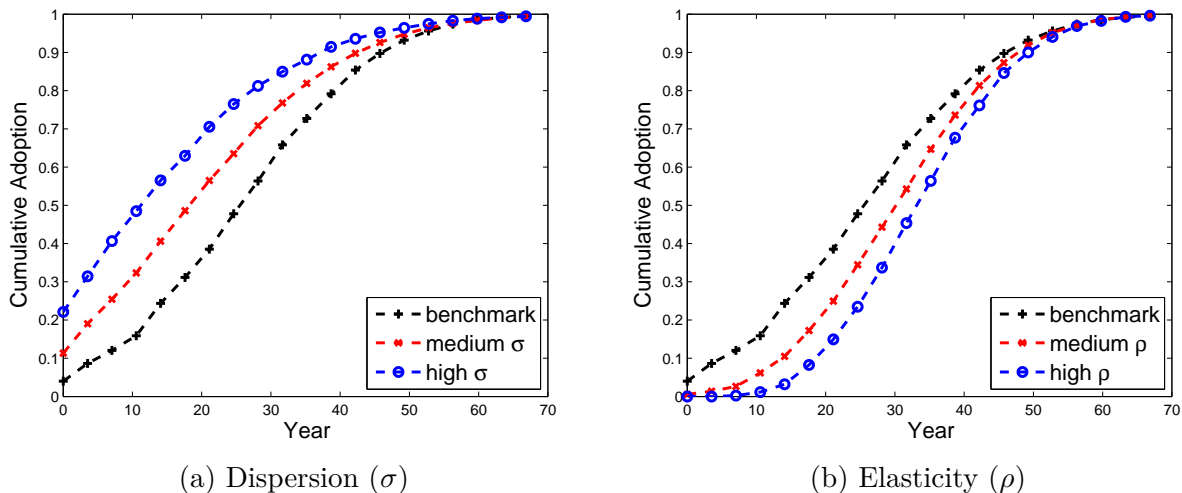 Cumulative Adoption
1
0.9
0.8
0.7
0.6
0.5
0.4
0.3
0.2
0.1
0
0 10 20 30 40 50 60 70
Year
benchmark
medium σ
high σ
(a) Dispersion (σ)
Cumulative Adoption
1
0.9
0.8
0.7
0.6
0.5
0.4
0.3
0.2
0.1
0
0 10 20 30 40 50 60 70
Year
benchmark
medium ρ
high ρ
(b) Elasticity (ρ)